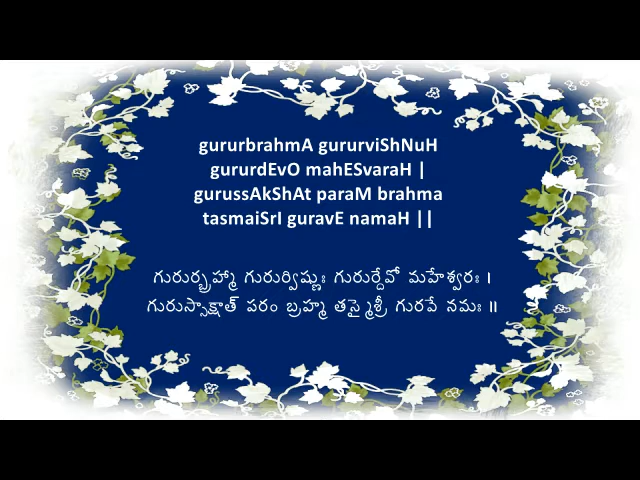 gururbrahmA gururviShNuH
gururdEvO mahESvaraH |
gurussAkShAt paraM brahma
tasmaiSrI guravE namaH ||
గురుర్బ్రహ్మా గురుర్విష్ణుః గురుర్దేవో మహేశ్వరః ।
గురుస్సాక్షాత్ పరం బ్రహ్మ తస్మైశ్రీ గురవే నమః ॥